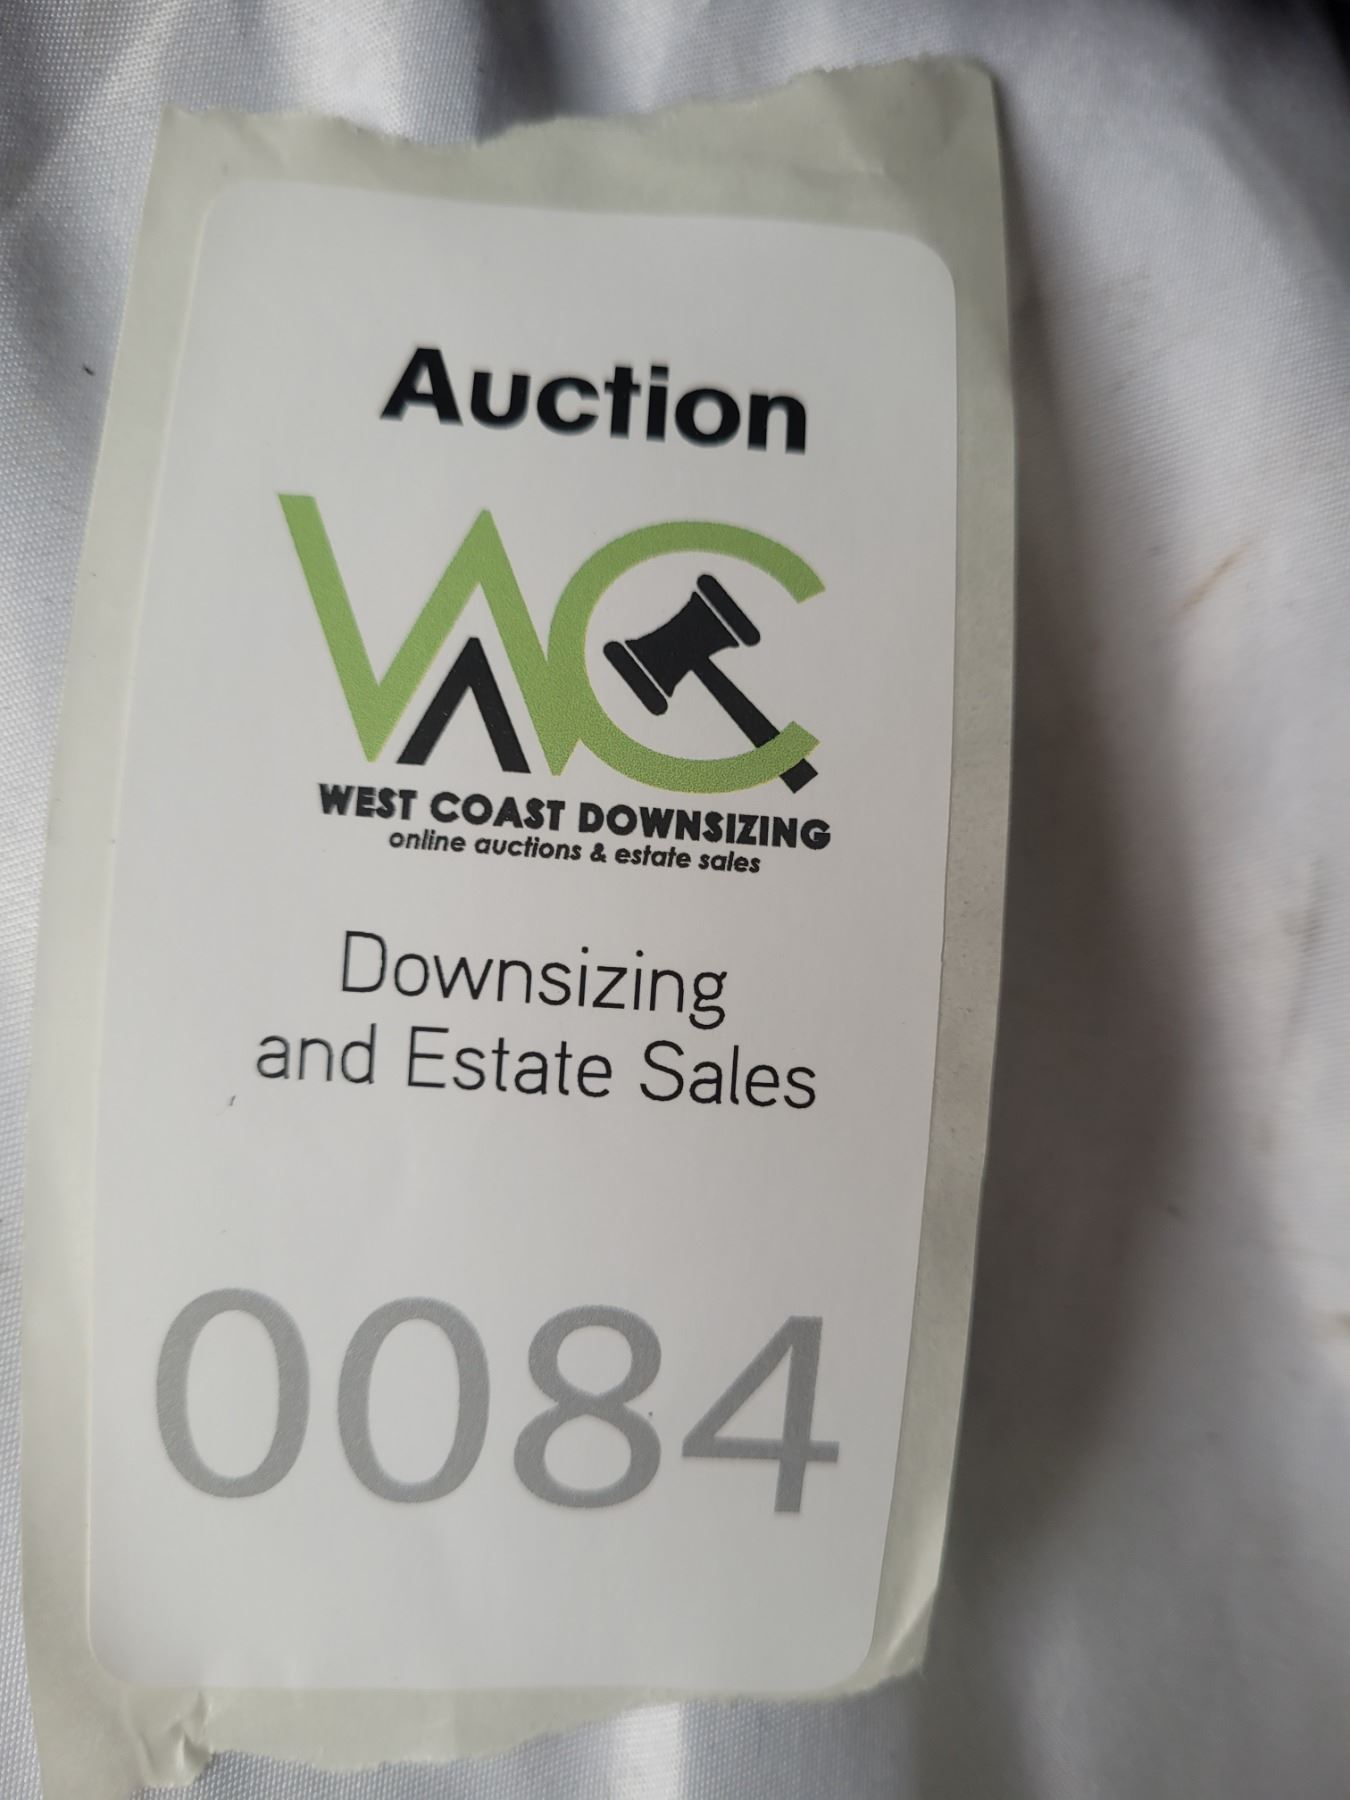 Auction
WC
WEST COAST DOWNSIZING
online auctions & estate sales
Downsizing
and Estate Sales
0084